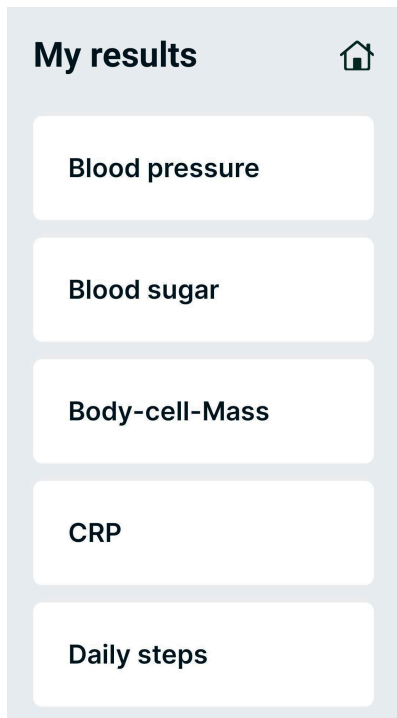 My results
Blood pressure
Blood sugar
Body-cell-Mass
CRP
Daily steps